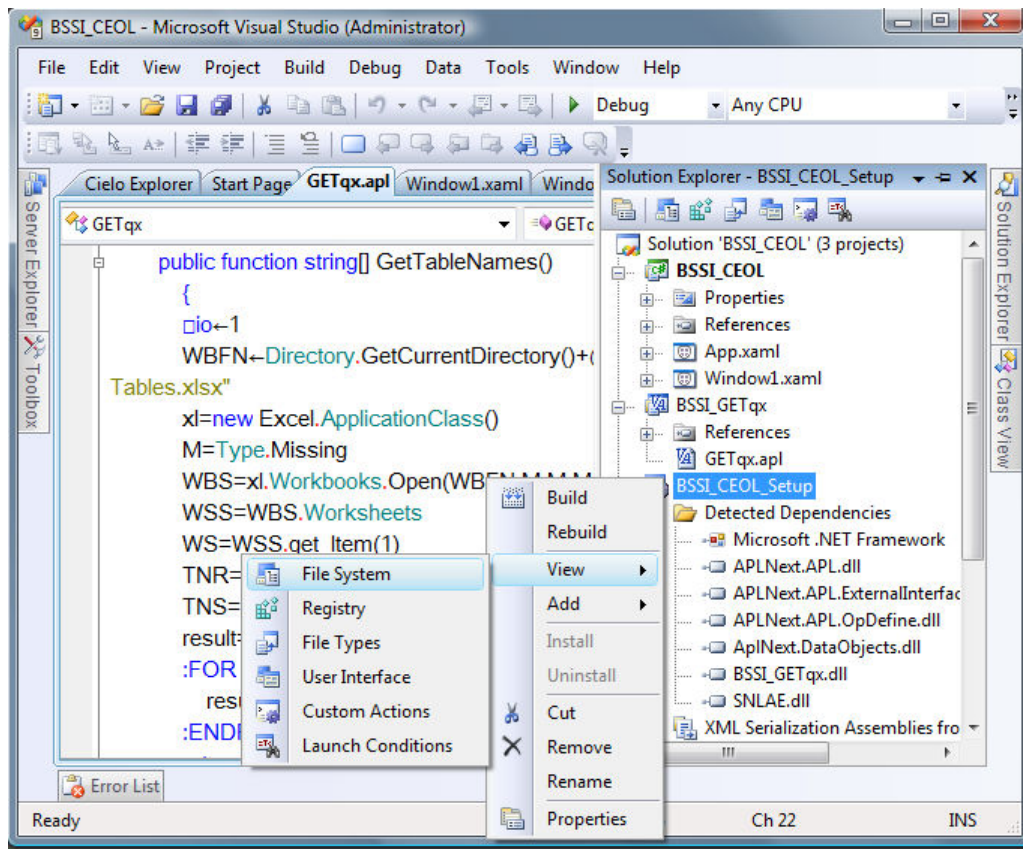 BSSI_CEOL - Microsoft Visual Studio (Administrator)
File Edit View Project Build Debug Data Tools Window Help
Debug Any CPU
Cielo Explorer Start Page GETqx.apl Window1.xaml Windo
GETqx GETq
public function string[] GetTableNames()
{
⎕io←1
WBFN←Directory.GetCurrentDirectory()+(
Tables.xlsx"
xl=new Excel.ApplicationClass()
M=Type.Missing
WBS=xl.Workbooks.Open(WBFN,M,M,M
WSS=WBS.Worksheets
WS=WSS.get_Item(1)
TNR=
TNS=
result=
:FOR
resu
:ENDF
Server Explorer
Toolbox
Solution Explorer - BSSI_CEOL_Setup
Solution 'BSSI_CEOL' (3 projects)
BSSI_CEOL
Properties
References
App.xaml
Window1.xaml
BSSI_GETqx
References
GETqx.apl
BSSI_CEOL_Setup
Detected Dependencies
Microsoft .NET Framework
APLNext.APL.dll
APLNext.APL.ExternalInterfac
APLNext.APL.OpDefine.dll
AplNext.DataObjects.dll
BSSI_GETqx.dll
SNLAE.dll
XML Serialization Assemblies fro
Solution Explorer
Class View
Build
Rebuild
View
Add
Install
Uninstall
Cut
Remove
Rename
Properties
File System
Registry
File Types
User Interface
Custom Actions
Launch Conditions
Error List
Ready Ch 22 INS